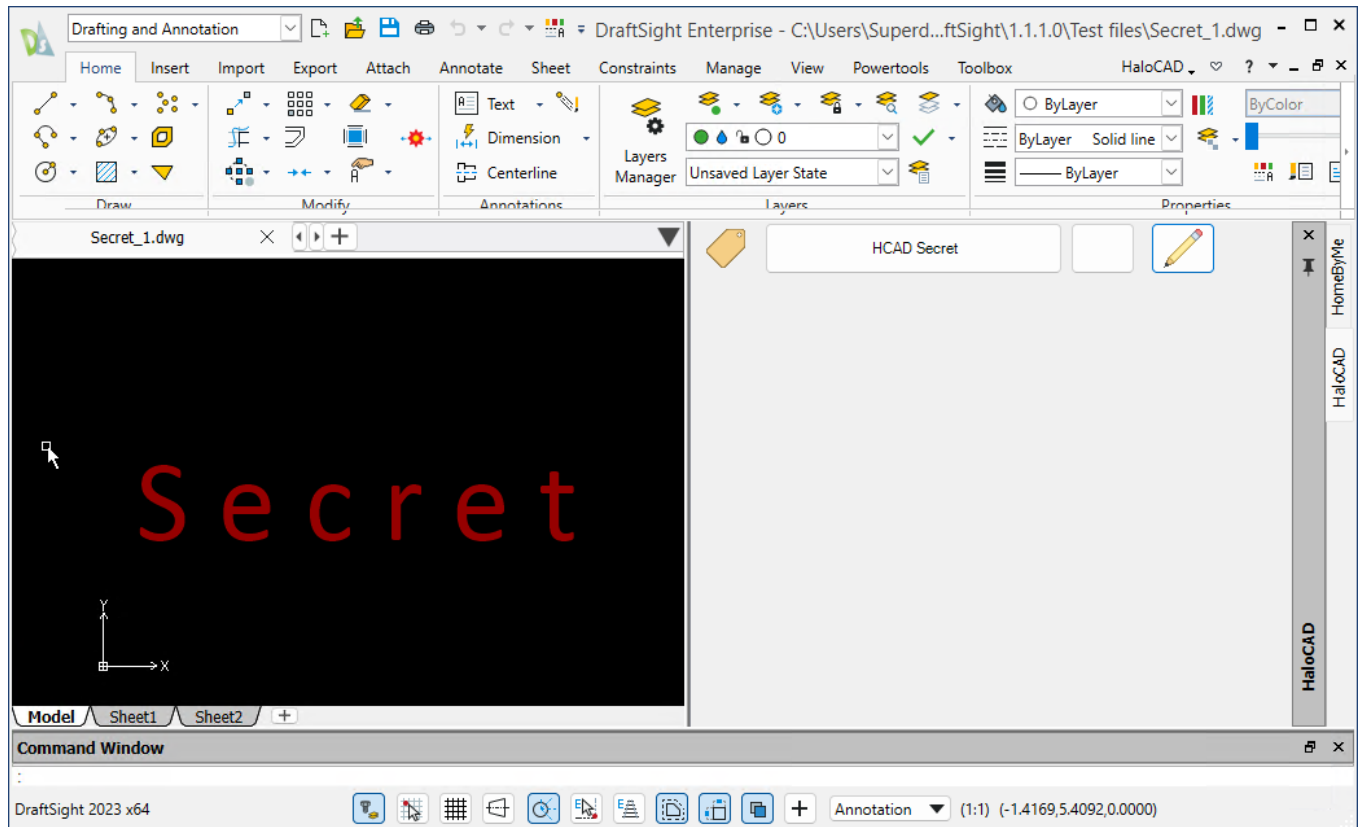 Drafting and Annotation
DraftSight Enterprise - C:\Users\Superd...ftSight\1.1.1.0\Test files\Secret_1.dwg
Home Insert Import Export Attach Annotate Sheet Constraints Manage View Powertools Toolbox HaloCAD ?
Text
ByLayer
ByColor
Dimension
0
ByLayer Solid line
Layers
Manager
Centerline
Unsaved Layer State
ByLayer
Draw Modify Annotations Layers Properties
Secret_1.dwg
HCAD Secret
HomeByMe
HaloCAD
Secret
Y
X
HaloCAD
Model Sheet1 Sheet2
Command Window
:
DraftSight 2023 x64
Annotation (1:1) (-1.4169,5.4092,0.0000)